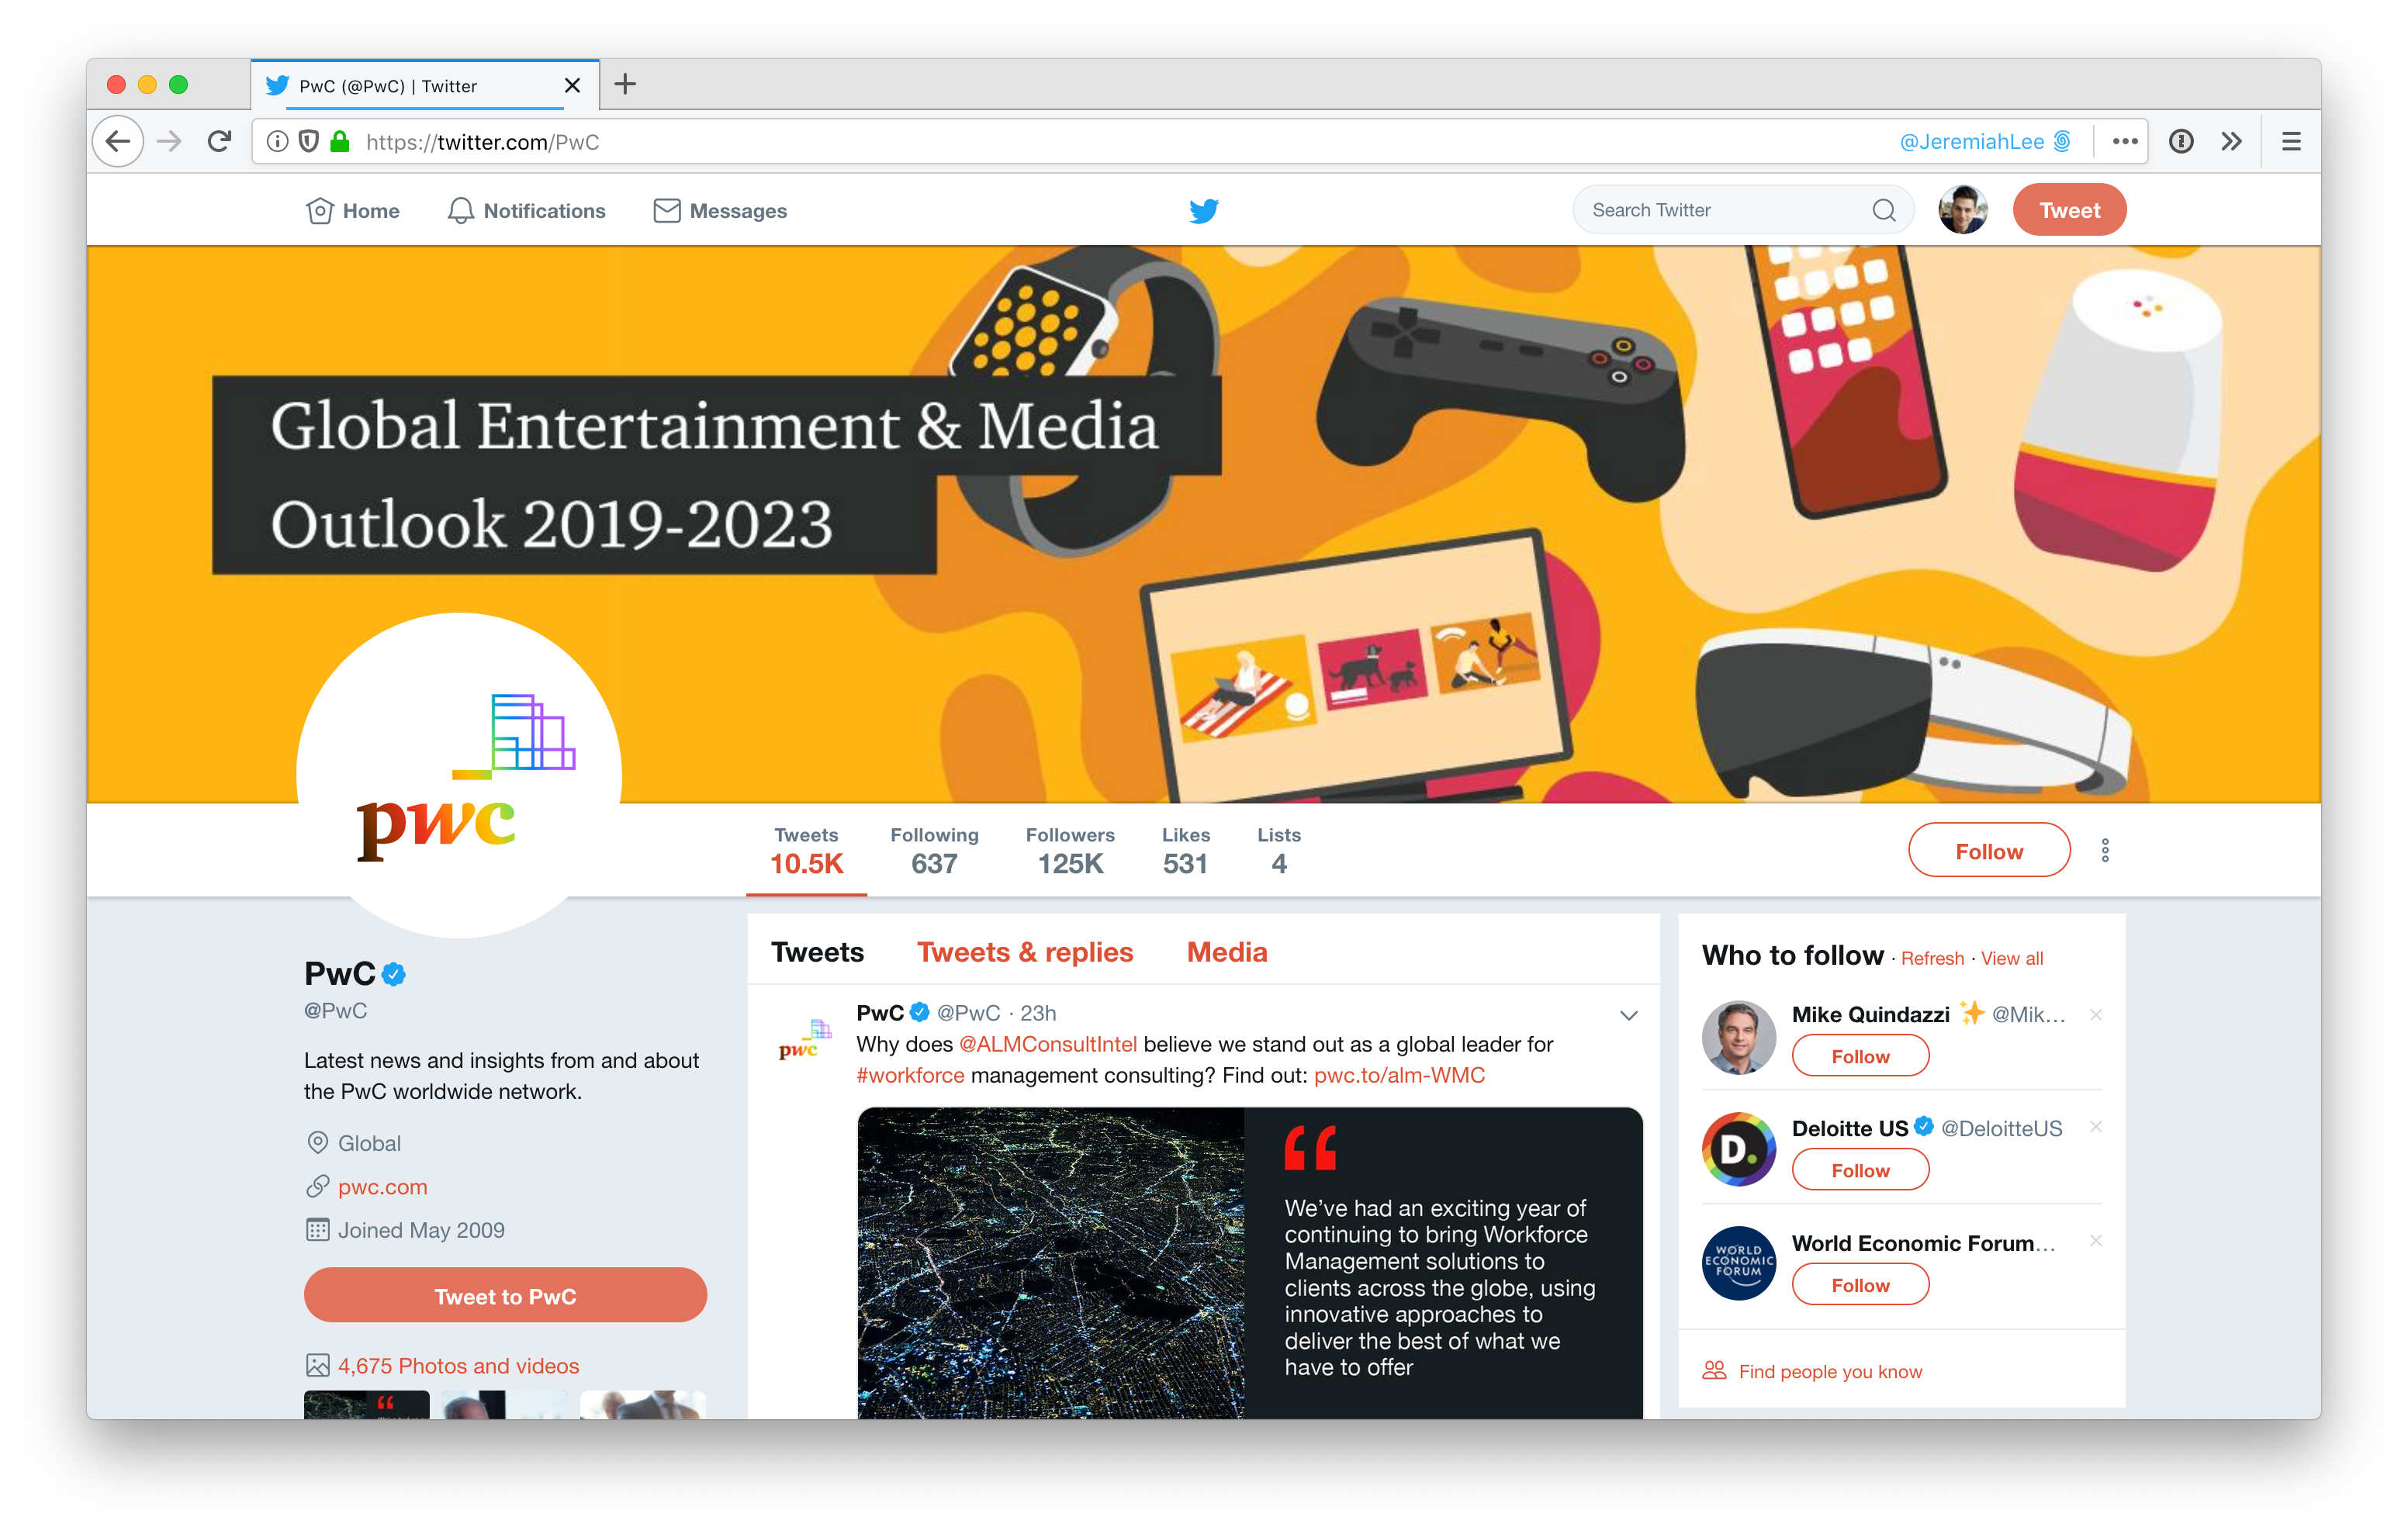 PwC (@PwC) | Twitter
https://twitter.com/PwC
@JeremiahLee
Home
Notifications
Messages
Search Twitter
Tweet
Global Entertainment & Media
Outlook 2019-2023
pwc
Tweets
10.5K
Following
637
Followers
125K
Likes
531
Lists
4
Follow
PwC
@PwC
Latest news and insights from and about
the PwC worldwide network.
Global
pwc.com
Joined May 2009
Tweet to PwC
4,675 Photos and videos
Tweets
Tweets & replies
Media
pwc
PwC @PwC · 23h
Why does @ALMConsultIntel believe we stand out as a global leader for
#workforce management consulting? Find out: pwc.to/alm-WMC
“
We’ve had an exciting year of
continuing to bring Workforce
Management solutions to
clients across the globe, using
innovative approaches to
deliver the best of what we
have to offer
Who to follow · Refresh · View all
Mike Quindazzi ✨ @Mik...
Follow
D.
Deloitte US @DeloitteUS
Follow
WORLD
ECONOMIC
FORUM
World Economic Forum...
Follow
Find people you know